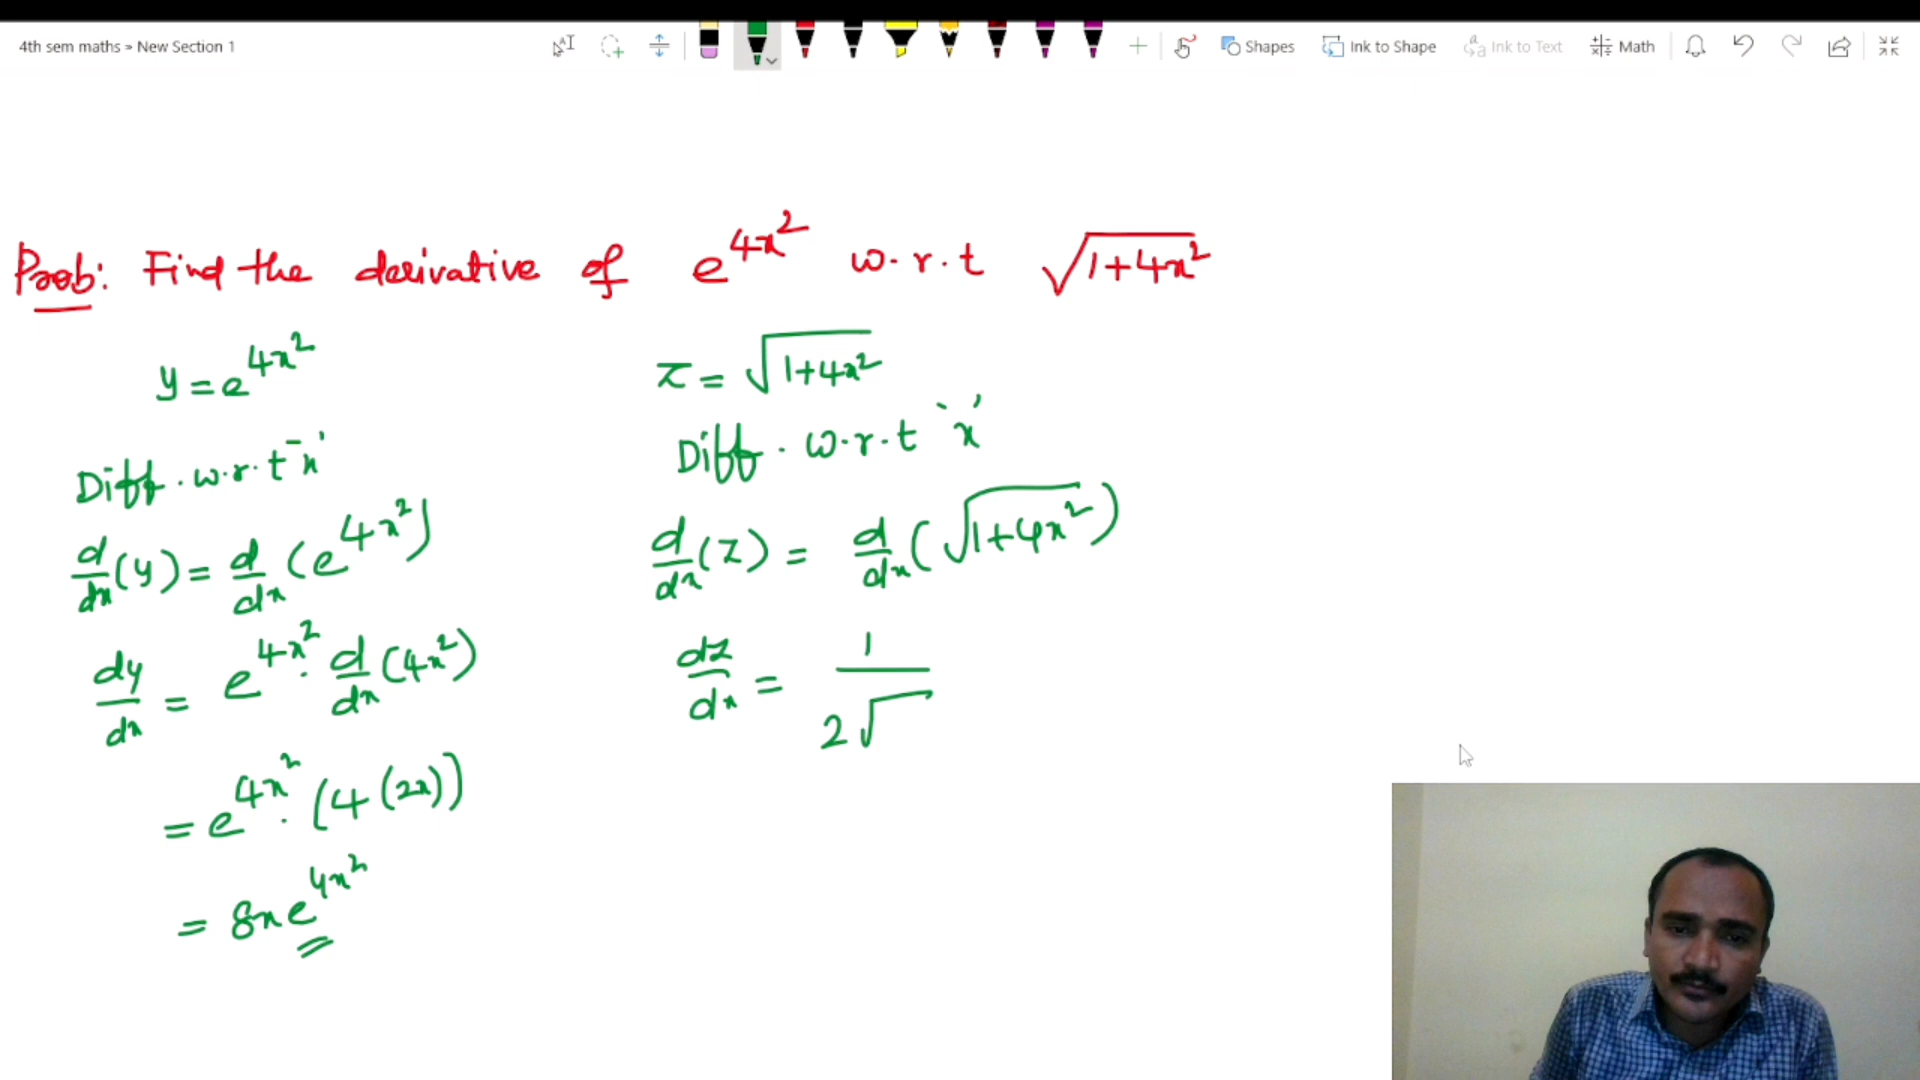 4th sem maths » New Section 1
Shapes
Ink to Shape
Ink to Text
Math
Prob: Find the derivative of e^{4x^2} w.r.t √(1+4x^2)
y = e^{4x^2}
Diff. w.r.t 'x'
d/dx (y) = d/dx (e^{4x^2})
dy/dx = e^{4x^2} . d/dx (4x^2)
= e^{4x^2} . (4(2x))
= 8x e^{4x^2}
z = √(1+4x^2)
Diff. w.r.t 'x'
d/dx (z) = d/dx (√(1+4x^2))
dz/dx = 1/(2√)